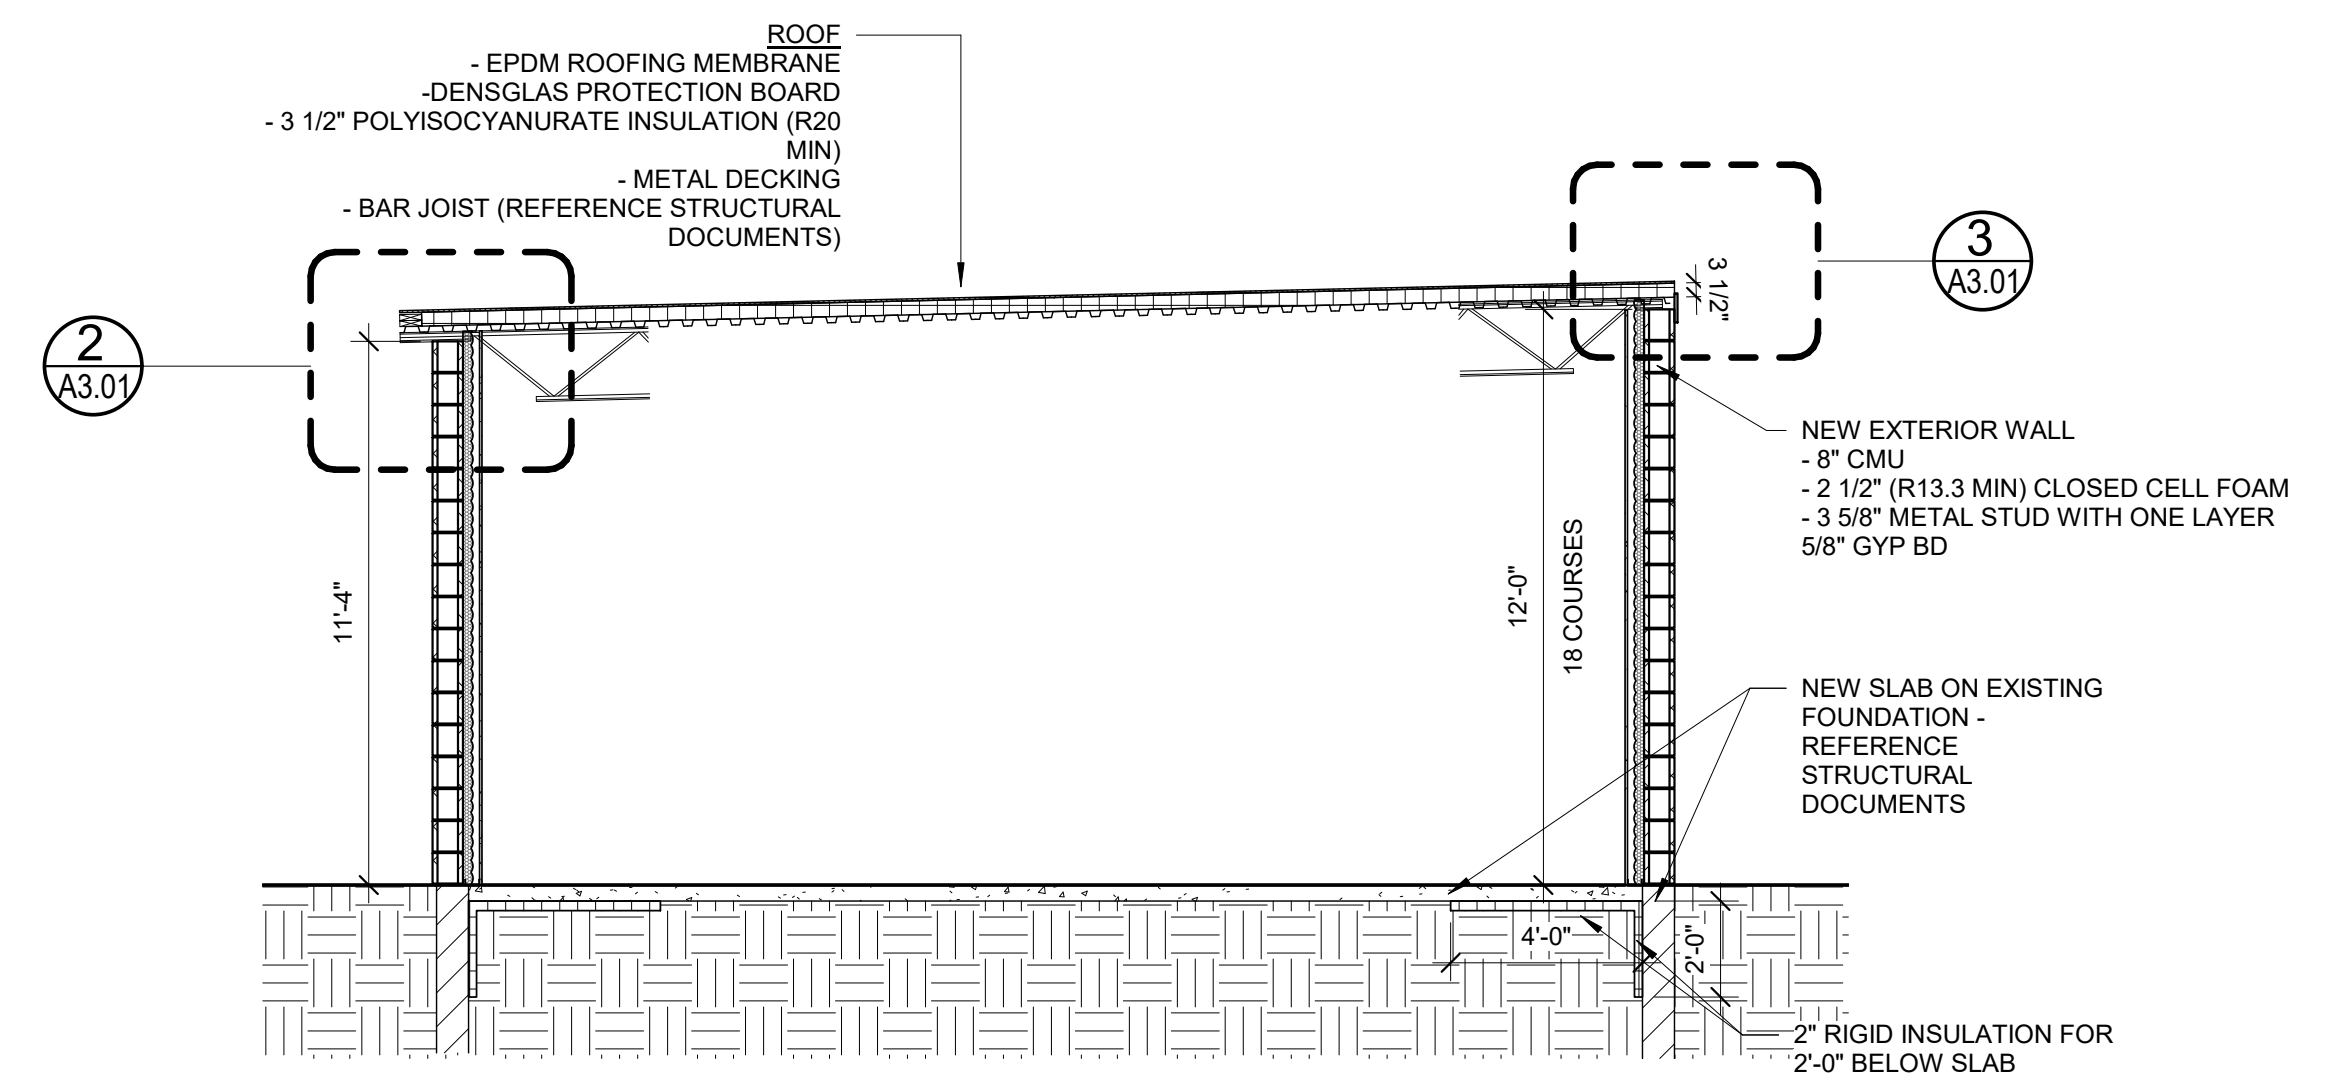 ROOF
- EPDM ROOFING MEMBRANE
-DENSGLAS PROTECTION BOARD
- 3 1/2" POLYISOCYANURATE INSULATION (R20
MIN)
- METAL DECKING
- BAR JOIST (REFERENCE STRUCTURAL
DOCUMENTS)
2
A3.01
3
A3.01
3 1/2"
NEW EXTERIOR WALL
- 8" CMU
- 2 1/2" (R13.3 MIN) CLOSED CELL FOAM
- 3 5/8" METAL STUD WITH ONE LAYER
5/8" GYP BD
11'-4"
12'-0"
18 COURSES
NEW SLAB ON EXISTING
FOUNDATION -
REFERENCE
STRUCTURAL
DOCUMENTS
4'-0"
2'-0"
2" RIGID INSULATION FOR
2'-0" BELOW SLAB